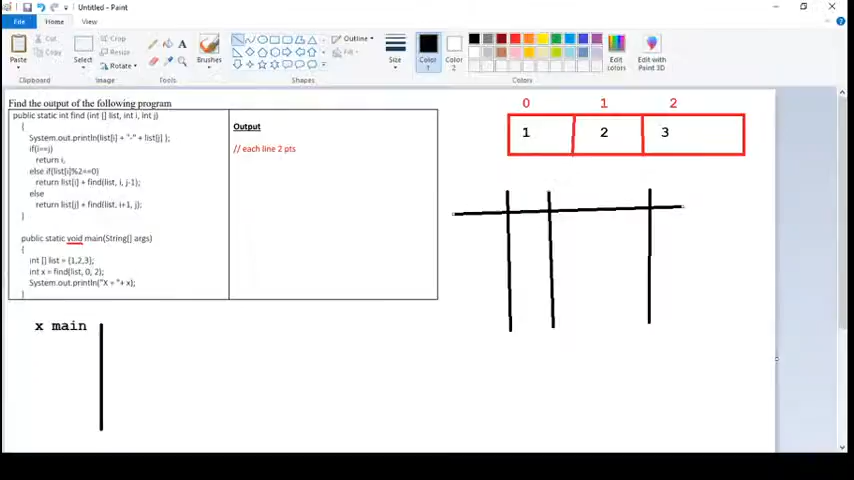 Untitled - Paint
File
Home
View
Paste
Cut
Copy
Clipboard
Select
Crop
Resize
Rotate
Image
A
Tools
Brushes
Shapes
Outline
Fill
Size
Color
1
Color
2
Edit
colors
Edit with
Paint 3D
Colors
Find the output of the following program
public static int find (int [] list, int i, int j)
{
System.out.println(list[i] + "-" + list[j] );
if(i==j)
return i,
else if(list[i]%2==0)
return list[i] + find(list, i, j-1);
else
return list[j] + find(list, i+1, j);
}
public static void main(String[] args)
{
int [] list = {1,2,3};
int x = find(list, 0, 2);
System.out.println("X = "+ x);
}
Output
// each line 2 pts
0 1 2
1 2 3
x main